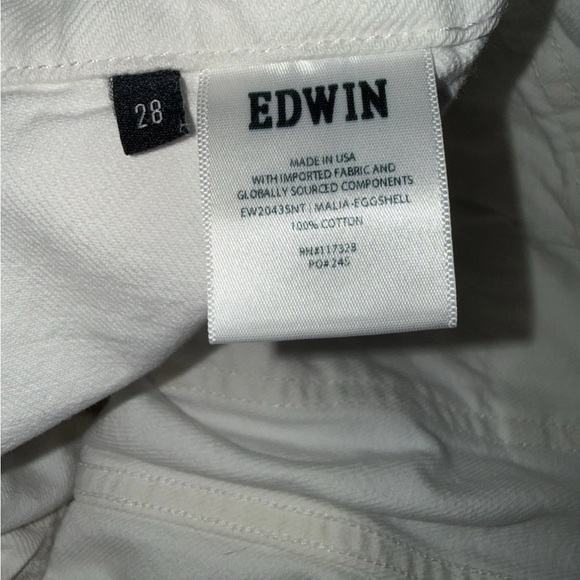 28
EDWIN
MADE IN USA
WITH IMPORTED FABRIC AND
GLOBALLY SOURCED COMPONENTS
EW20435NT | MALIA-EGGSHELL
100% COTTON
RN#117328
PO# 245